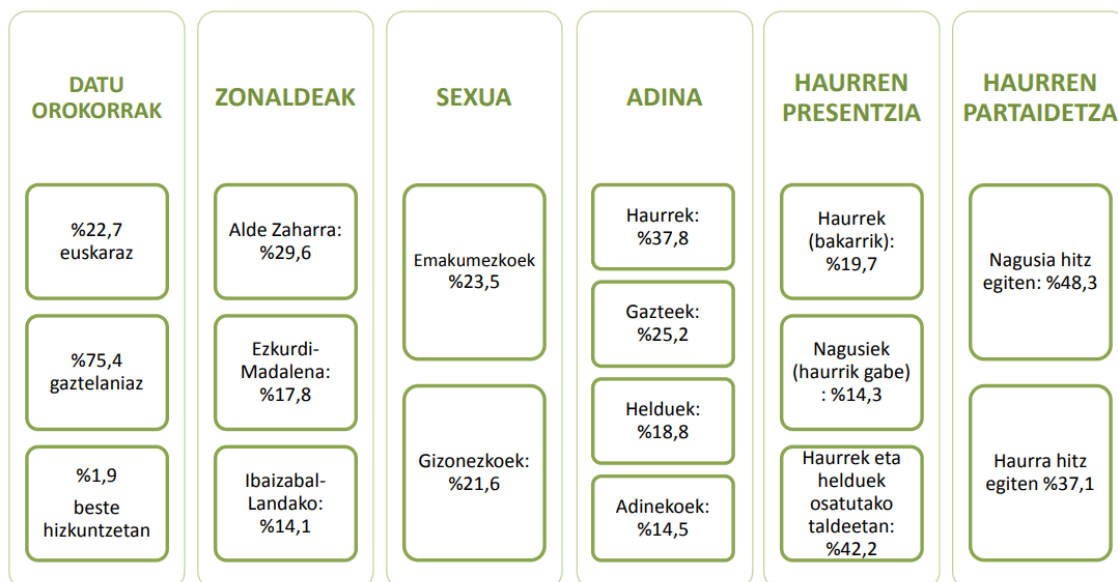 DATU
OROKORRAK
%22,7
euskaraz
%75,4
gaztelaniaz
%1,9
beste
hizkuntzetan
ZONALDEAK
Alde Zaharra:
%29,6
Ezkurdi-
Madalena:
%17,8
Ibaizabal-
Landako:
%14,1
SEXUA
Emakumezkoek
%23,5
Gizonezkoek:
%21,6
ADINA
Haurrek:
%37,8
Gazteek:
%25,2
Helduek:
%18,8
Adinekoek:
%14,5
HAURREN
PRESENTZIA
Haurrek
(bakarrik):
%19,7
Nagusiek
(haurrik gabe)
: %14,3
Haurrek eta
helduek
osatutako
taldeetan:
%42,2
HAURREN
PARTAIDETZA
Nagusia hitz
egiten: %48,3
Haurra hitz
egiten %37,1